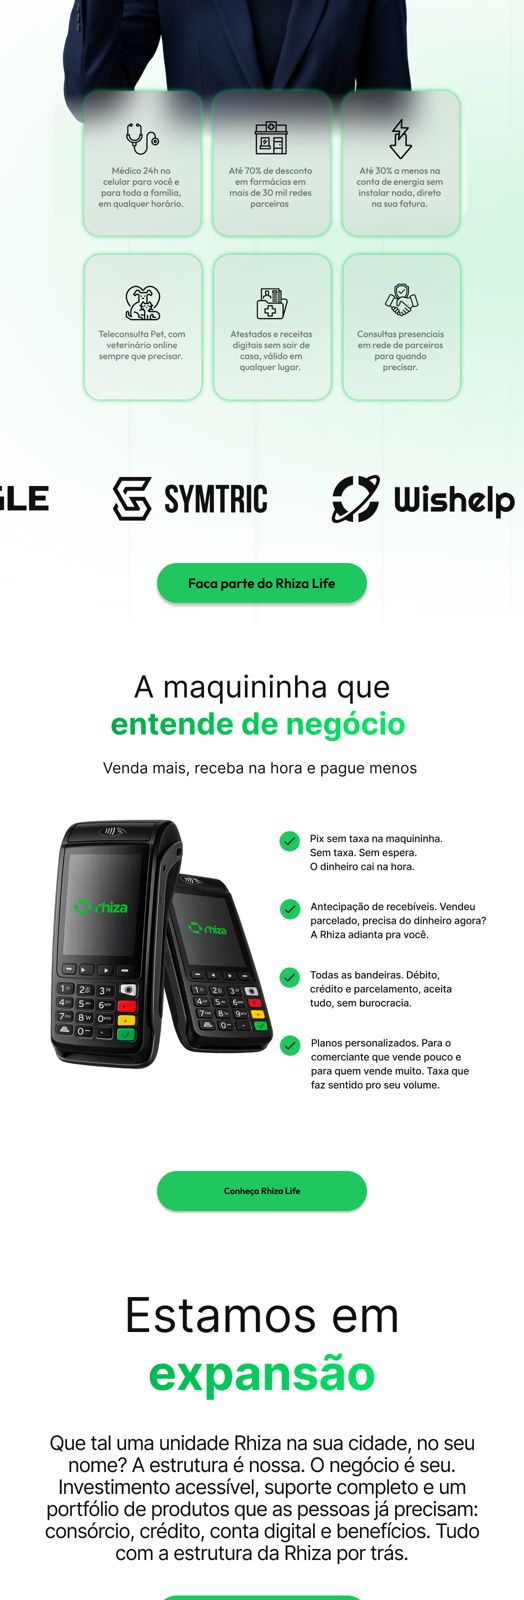 Médico 24h no
celular para você e
para toda a família,
em qualquer horário.
Até 70% de desconto
em farmácias em
mais de 30 mil redes
parceiras
Até 30% a menos na
conta de energia sem
instalar nada, direto
na sua fatura.
Teleconsulta Pet, com
veterinário online
sempre que precisar.
Atestados e receitas
digitais sem sair de
casa, válido em
qualquer lugar.
Consultas presenciais
em rede de parceiros
para quando
precisar.
GLE
SYMTRIC
Wishelp
Faca parte do Rhiza Life
A maquininha que
entende de negócio
Venda mais, receba na hora e pague menos
rhiza
rhiza
Pix sem taxa na maquininha.
Sem taxa. Sem espera.
O dinheiro cai na hora.
Antecipação de recebíveis. Vendeu
parcelado, precisa do dinheiro agora?
A Rhiza adianta pra você.
Todas as bandeiras. Débito,
crédito e parcelamento, aceita
tudo, sem burocracia.
Planos personalizados. Para o
comerciante que vende pouco e
para quem vende muito. Taxa que
faz sentido pro seu volume.
Conheça Rhiza Life
Estamos em
expansão
Que tal uma unidade Rhiza na sua cidade, no seu
nome? A estrutura é nossa. O negócio é seu.
Investimento acessível, suporte completo e um
portfólio de produtos que as pessoas já precisam:
consórcio, crédito, conta digital e benefícios. Tudo
com a estrutura da Rhiza por trás.